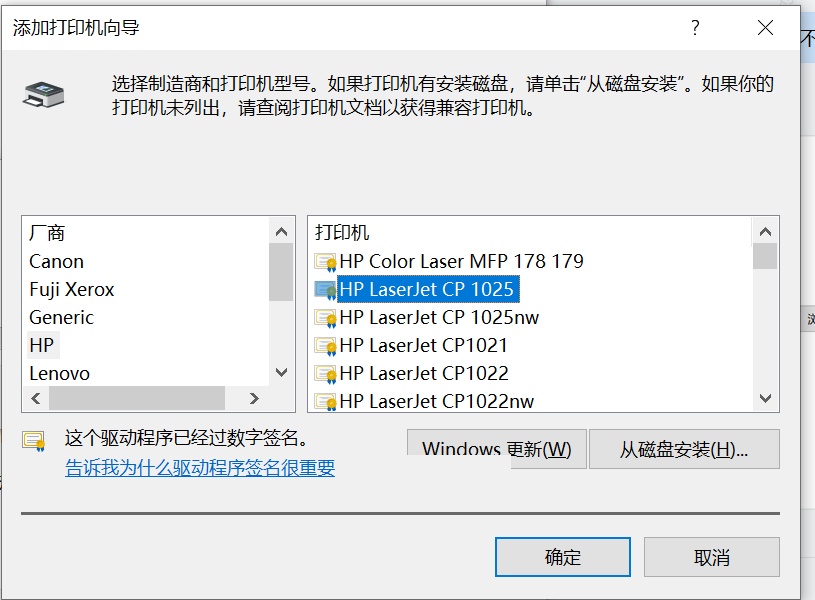 添加打印机向导
?
选择制造商和打印机型号。如果打印机有安装磁盘，请单击“从磁盘安装”。如果你的
打印机未列出，请查阅打印机文档以获得兼容打印机。
厂商
Canon
Fuji Xerox
Generic
HP
Lenovo
打印机
HP Color Laser MFP 178 179
HP LaserJet CP 1025
HP LaserJet CP 1025nw
HP LaserJet CP1021
HP LaserJet CP1022
HP LaserJet CP1022nw
这个驱动程序已经过数字签名。
告诉我为什么驱动程序签名很重要
Windows 更新(W)
从磁盘安装(H)...
确定
取消